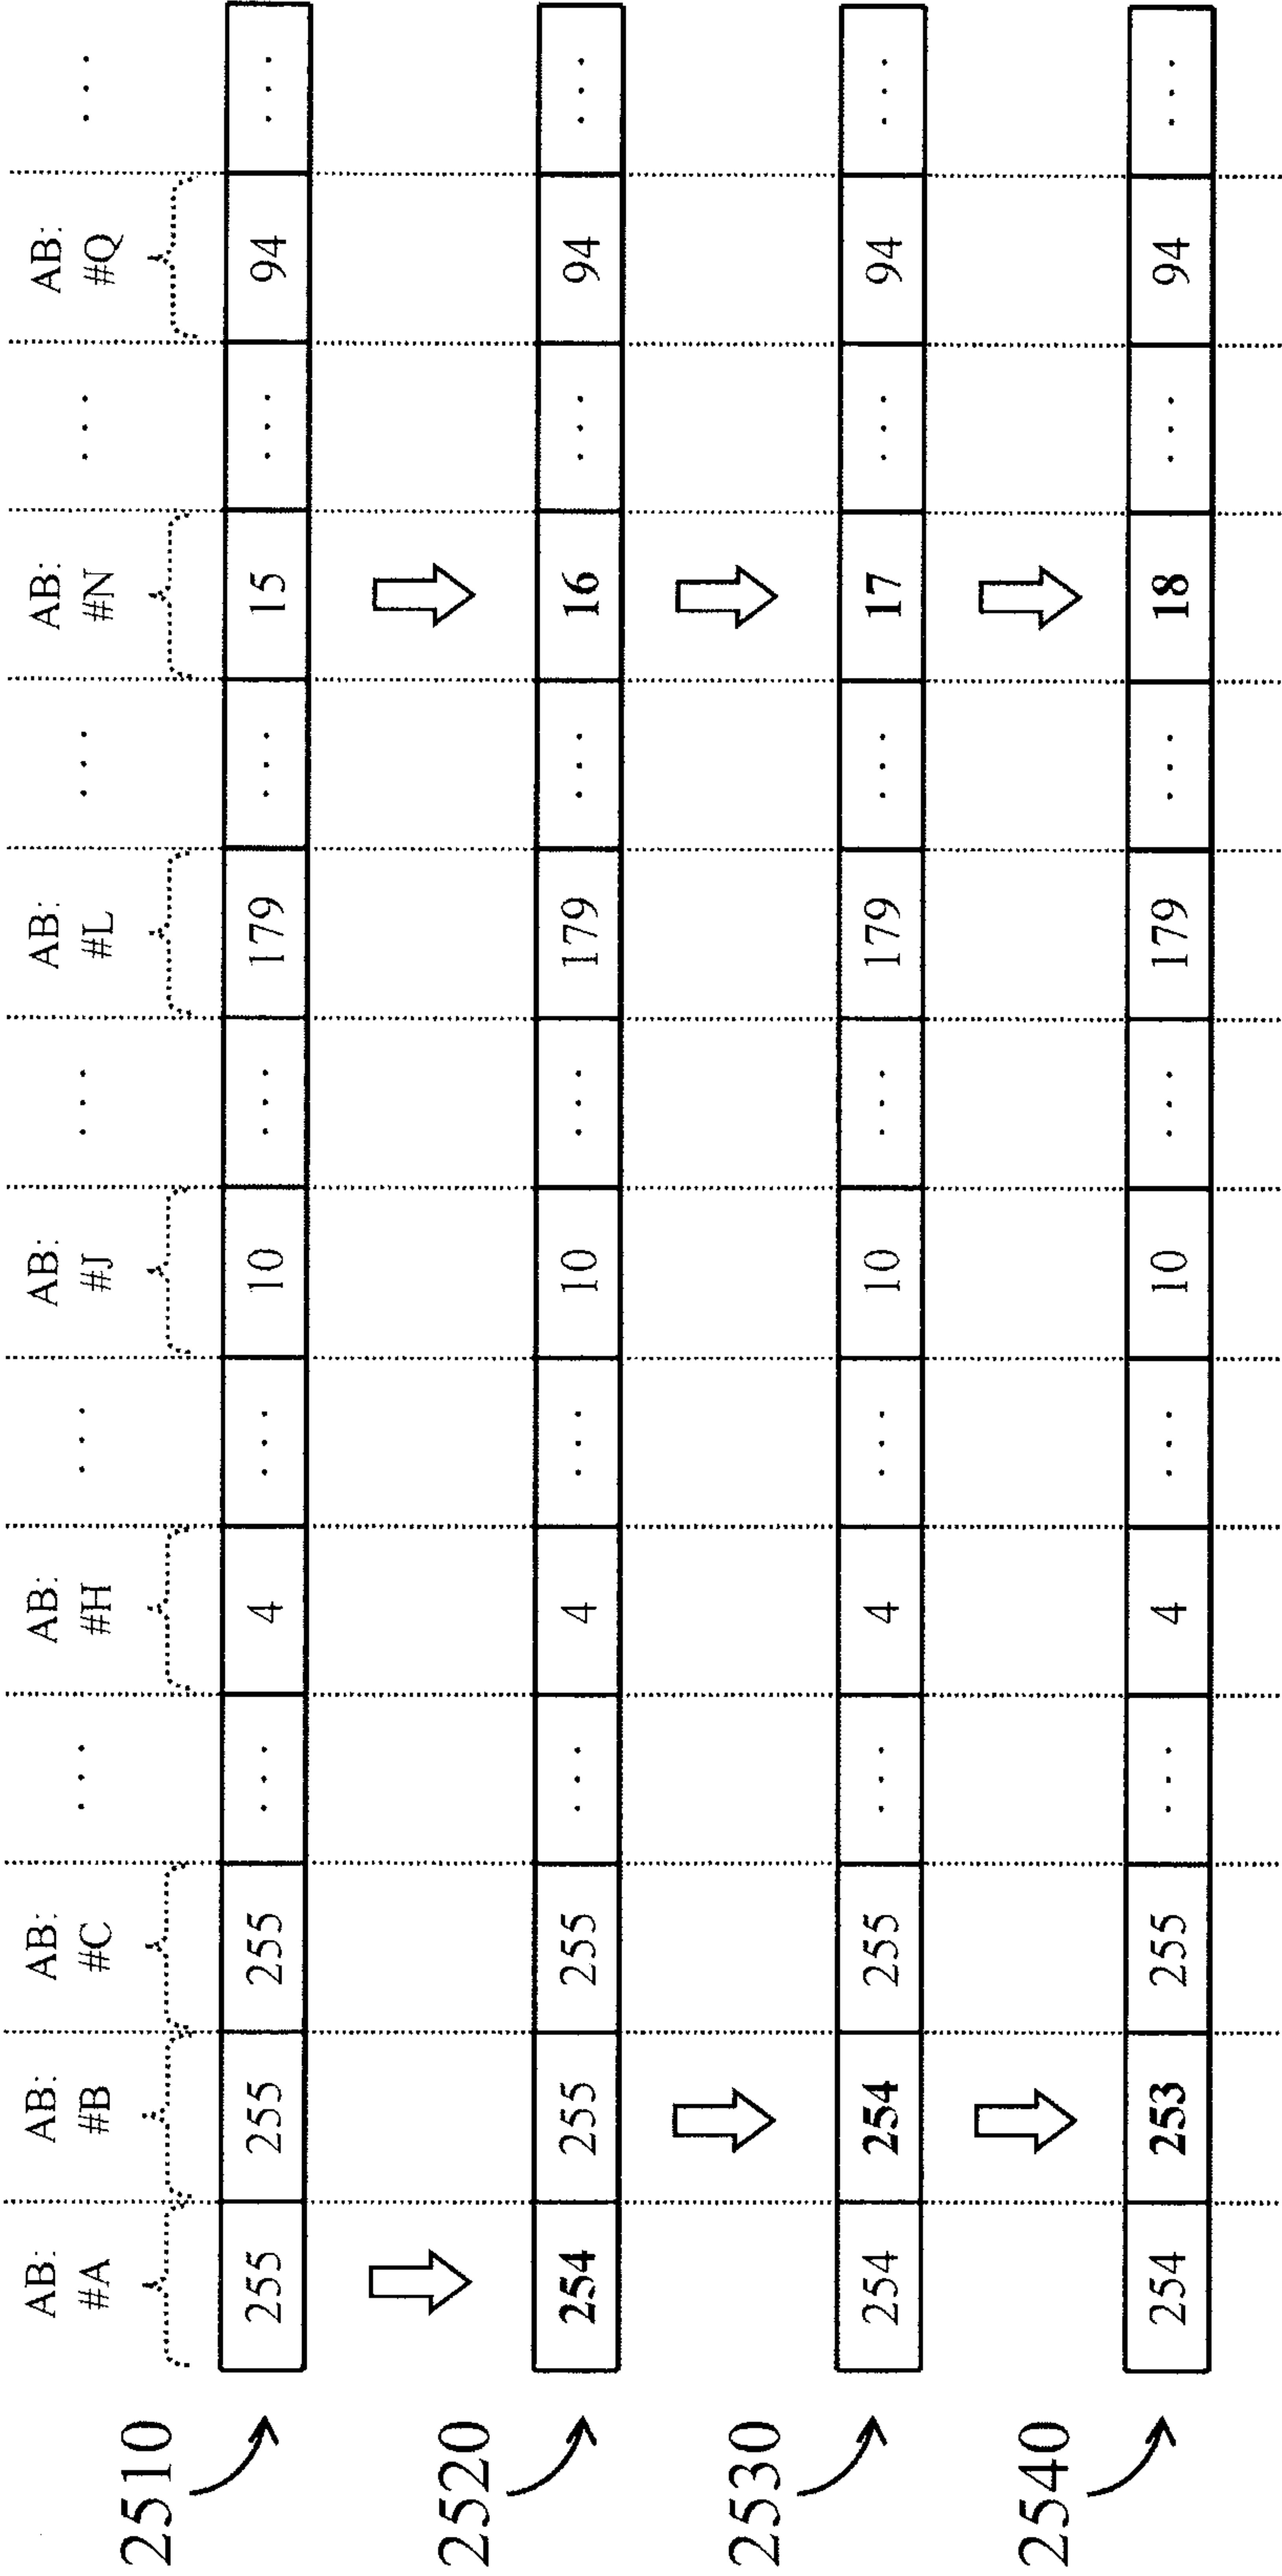 AB: AB: AB: ... AB: ... AB: ... AB: ... AB: ... AB: ...
#A #B #C #H #J #L #N #Q
2510 255 255 255 ... 4 ... 10 ... 179 ... 15 ... 94 ...
2520 254 255 255 ... 4 ... 10 ... 179 ... 16 ... 94 ...
2530 254 254 255 ... 4 ... 10 ... 179 ... 17 ... 94 ...
2540 254 253 255 ... 4 ... 10 ... 179 ... 18 ... 94 ...